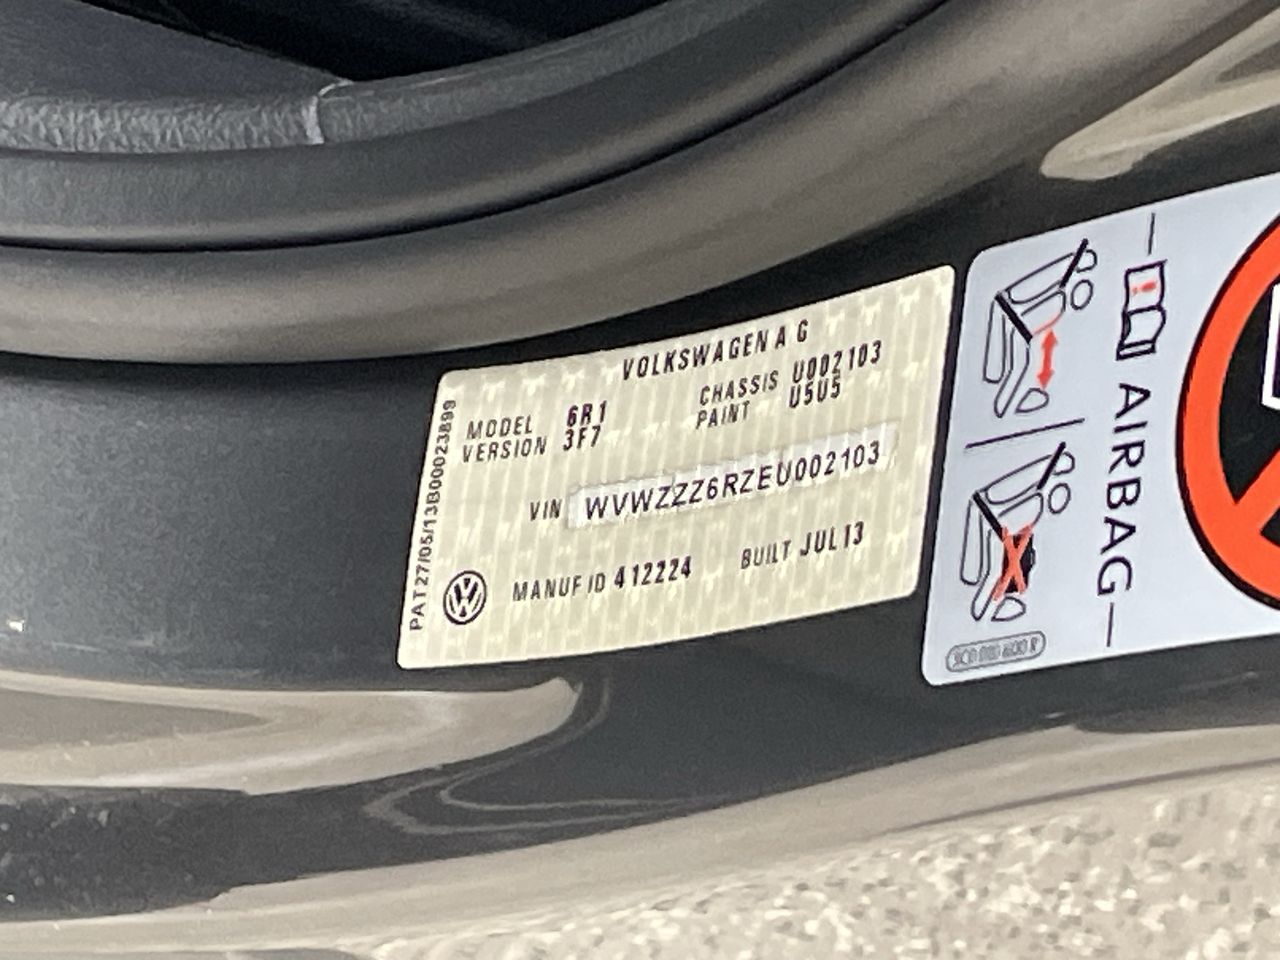 VOLKSWAGEN A G
MODEL 6R1 CHASSIS U002103
VERSION 3F7 PAINT U5U5
VIN WVWZZZ6RZEU002103
MANUF ID 412224 BUILT JUL13
PAT27/05/13B00023899
AIRBAG